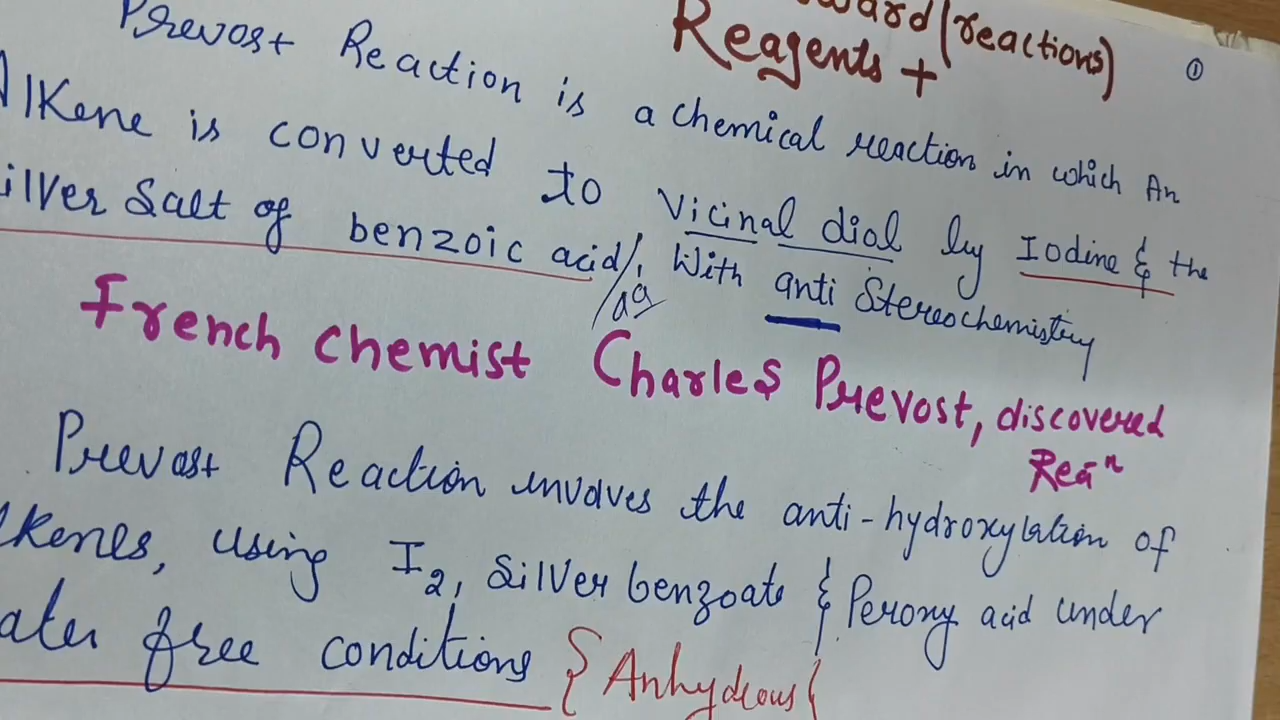 (reactions)
Reagents +
①
Prevost Reaction is a chemical reaction in which An
Alkene is converted to Vicinal diol by Iodine & the
ilver Salt of benzoic acid/, With anti Stereochemistry
French chemist Charles Prevost, discovered
Reaⁿ
Prevost Reaction involves the anti-hydroxylation of
lkenes, using I₂, Silver benzoate & Peroxy acid under
ater free conditions {Anhydrous}